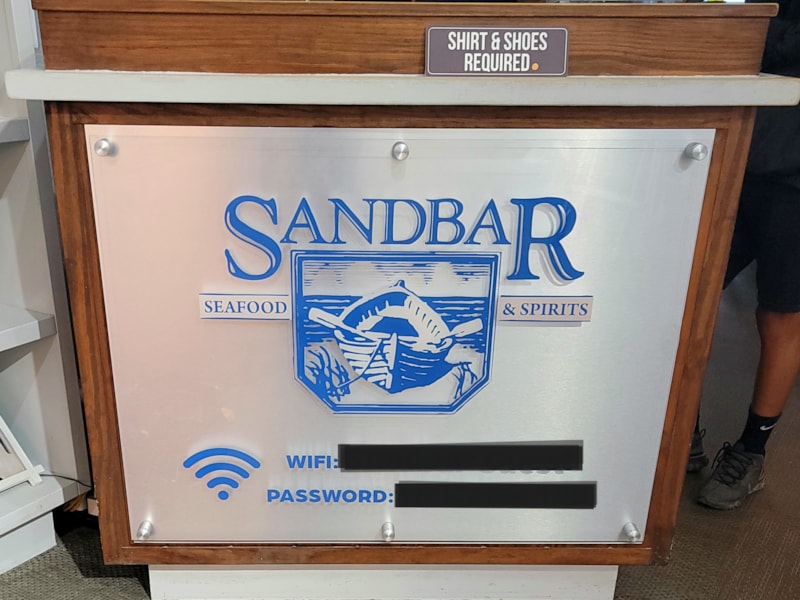 SHIRT & SHOES
REQUIRED.
SANDBAR
SEAFOOD & SPIRITS
WIFI:
PASSWORD: